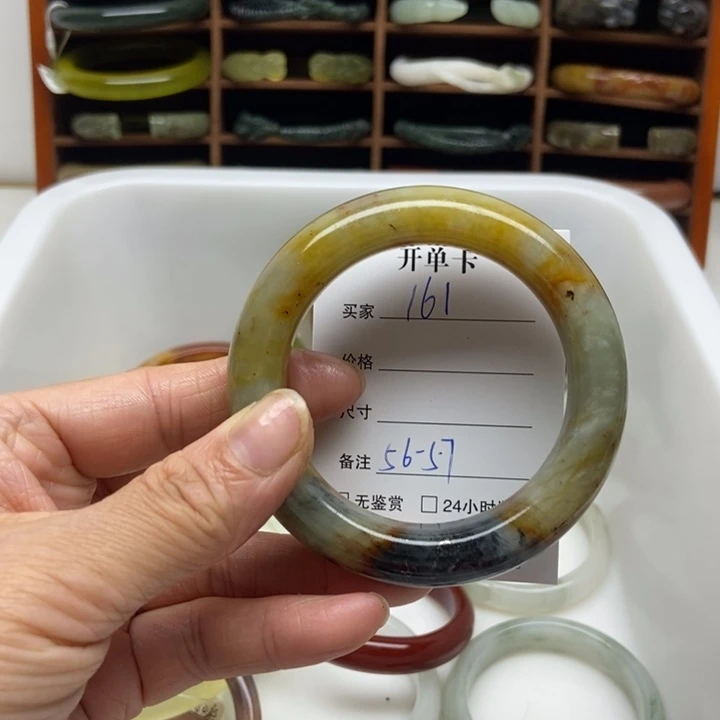 开单卡
买家 161
价格
尺寸
备注 56-57
无鉴赏 □ 24小时